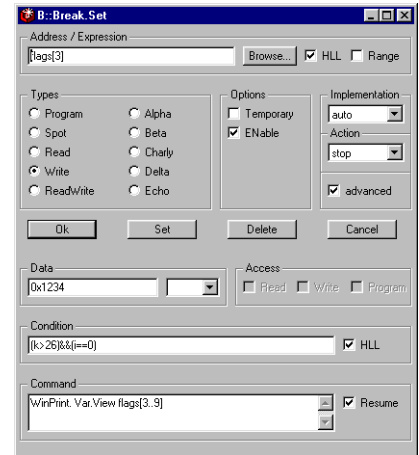 B::Break.Set
Address / Expression
flags[3]
Browse... HLL Range
Types Options Implementation
Program Alpha Temporary auto
Spot Beta ENable Action
Read Charly stop
Write Delta
ReadWrite Echo advanced
Ok Set Delete Cancel
Data Access
0x1234 Read Write Program
Condition
(k>26)&&(i==0) HLL
Command
WinPrint. Var.View flags[3..9] Resume